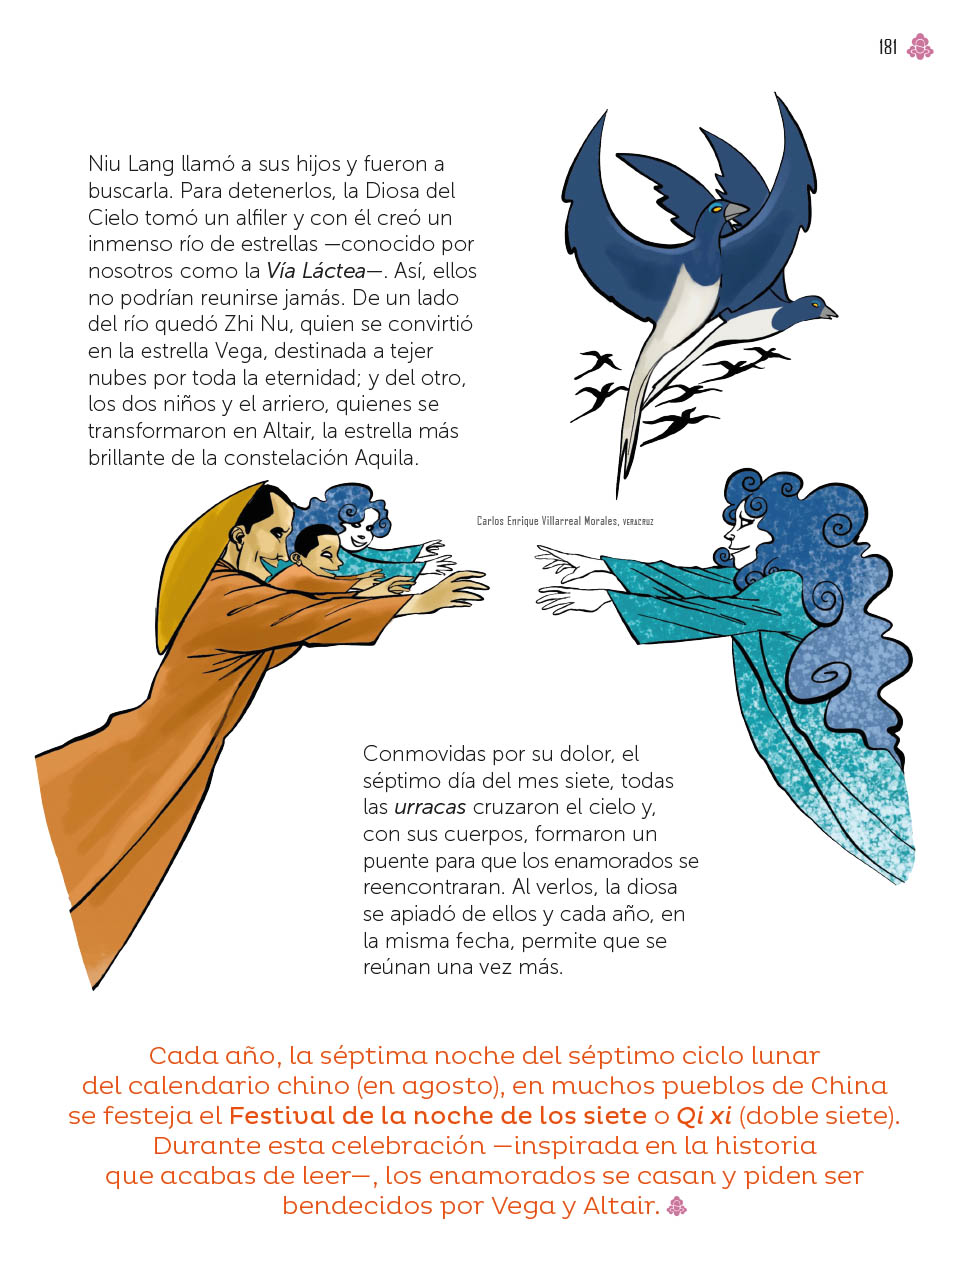 181
Niu Lang llamó a sus hijos y fueron a
buscarla. Para detenerlos, la Diosa del
Cielo tomó un alfiler y con él creó un
inmenso río de estrellas —conocido por
nosotros como la Vía Láctea—. Así, ellos
no podrían reunirse jamás. De un lado
del río quedó Zhi Nu, quien se convirtió
en la estrella Vega, destinada a tejer
nubes por toda la eternidad; y del otro,
los dos niños y el arriero, quienes se
transformaron en Altair, la estrella más
brillante de la constelación Aquila.
Carlos Enrique Villarreal Morales, VERACRUZ
Conmovidas por su dolor, el
séptimo día del mes siete, todas
las urracas cruzaron el cielo y,
con sus cuerpos, formaron un
puente para que los enamorados se
reencontraran. Al verlos, la diosa
se apiadó de ellos y cada año, en
la misma fecha, permite que se
reúnan una vez más.
Cada año, la séptima noche del séptimo ciclo lunar
del calendario chino (en agosto), en muchos pueblos de China
se festeja el Festival de la noche de los siete o Qi xi (doble siete).
Durante esta celebración —inspirada en la historia
que acabas de leer—, los enamorados se casan y piden ser
bendecidos por Vega y Altair.